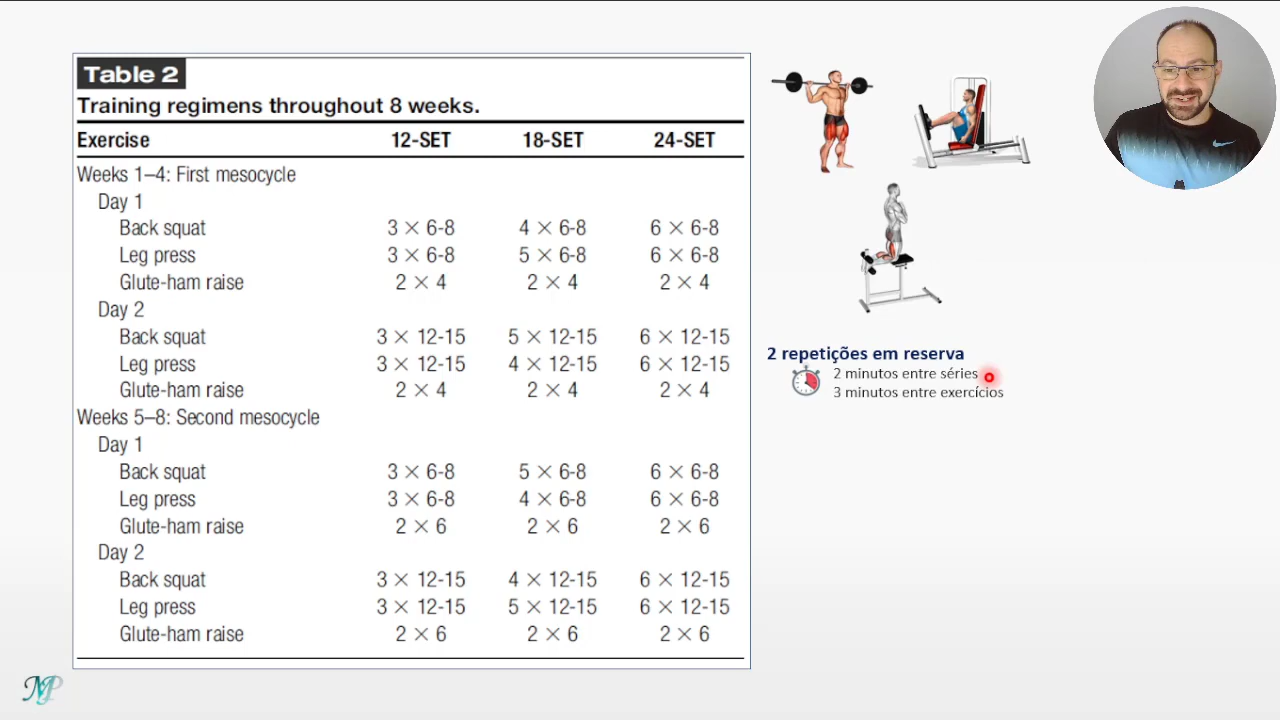 Table 2
Training regimens throughout 8 weeks.
Exercise 12-SET 18-SET 24-SET
Weeks 1–4: First mesocycle
Day 1
Back squat 3 × 6-8 4 × 6-8 6 × 6-8
Leg press 3 × 6-8 5 × 6-8 6 × 6-8
Glute-ham raise 2 × 4 2 × 4 2 × 4
Day 2
Back squat 3 × 12-15 5 × 12-15 6 × 12-15
Leg press 3 × 12-15 4 × 12-15 6 × 12-15
Glute-ham raise 2 × 4 2 × 4 2 × 4
Weeks 5–8: Second mesocycle
Day 1
Back squat 3 × 6-8 5 × 6-8 6 × 6-8
Leg press 3 × 6-8 4 × 6-8 6 × 6-8
Glute-ham raise 2 × 6 2 × 6 2 × 6
Day 2
Back squat 3 × 12-15 4 × 12-15 6 × 12-15
Leg press 3 × 12-15 5 × 12-15 6 × 12-15
Glute-ham raise 2 × 6 2 × 6 2 × 6
2 repetições em reserva
2 minutos entre séries
3 minutos entre exercícios
MP